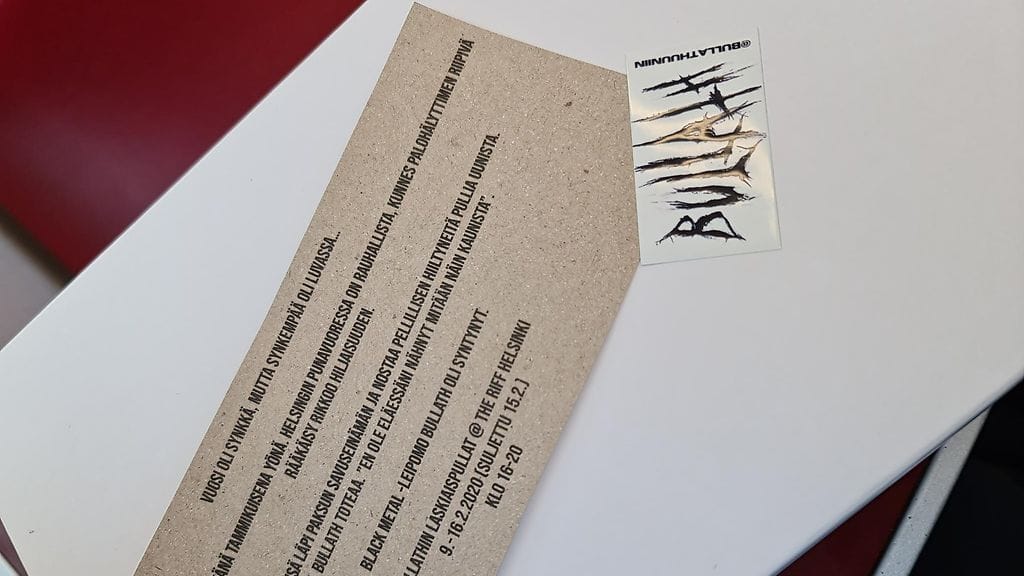 VUOSI OLI SYNKKÄ, MUTTA SYNKEMPÄÄ OLI LUVASSA...
TÄNÄ TAMMIKUISENA YÖNÄ. HELSINGIN PUNAVUORESSA ON RAUHALLISTA, KUNNES PALOHÄLYTTIMEN RIIPIVÄ
RÄÄKÄISY RIKKOO HILJAISUUDEN.
SÄ LÄPI PAKSUN SAVUSEINÄMÄN JA NOSTAA PELLILLISEN HIILTYNEITÄ PULLIA UUNISTA.
BULLATH TOTEAA. "EN OLE ELÄESSÄNI NÄHNYT MITÄÄN NÄIN KAUNISTA".
BLACK METAL -LEIPOMO BULLATH OLI SYNTYNYT.
LLATHIN LASKIAISPULLAT @ THE RIFF HELSINKI
9.-16.2.2020 (SULJETTU 15.2.)
KLO 16-20
BULLATH
@BULLATHUUNIIN